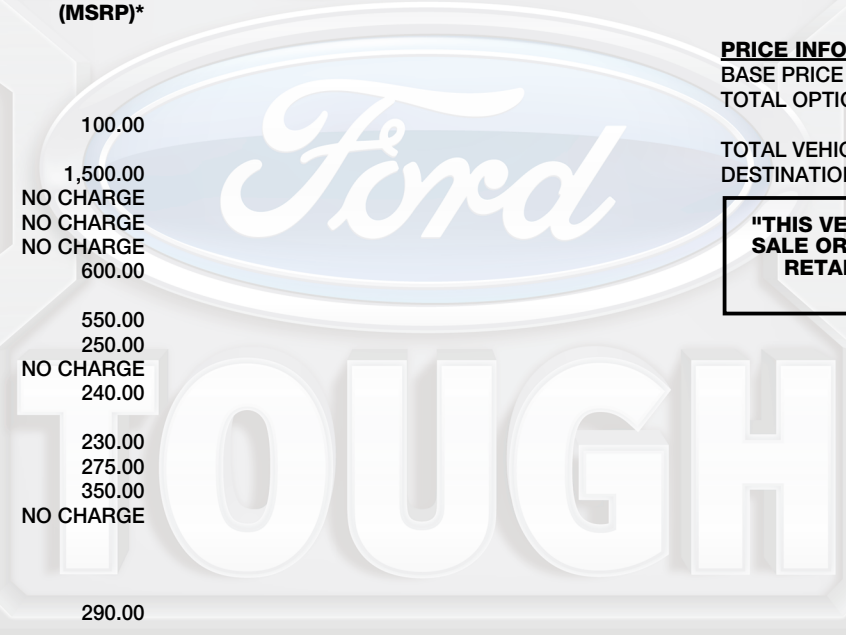 (MSRP)*
100.00
1,500.00
NO CHARGE
NO CHARGE
NO CHARGE
600.00
550.00
250.00
NO CHARGE
240.00
230.00
275.00
350.00
NO CHARGE
290.00
PRICE INFO
BASE PRICE
TOTAL OPTIO
TOTAL VEHIC
DESTINATION
"THIS VE
SALE OR
RETAI
Ford
TOUGH